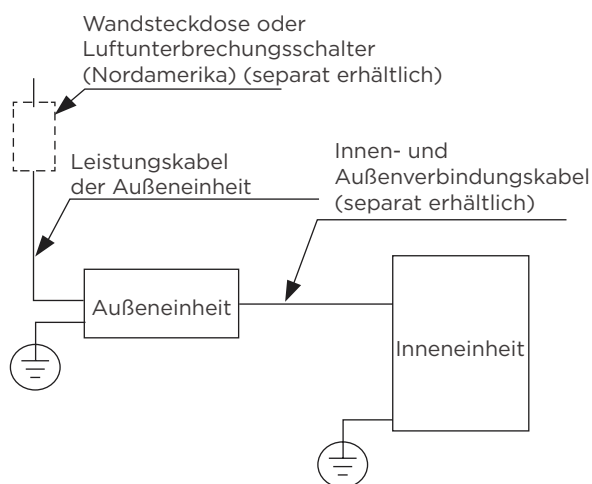 Wandsteckdose oder
Luftunterbrechungsschalter
(Nordamerika) (separat erhältlich)
Leistungskabel
der Außeneinheit
Innen- und
Außenverbindungskabel
(separat erhältlich)
Außeneinheit
Inneneinheit